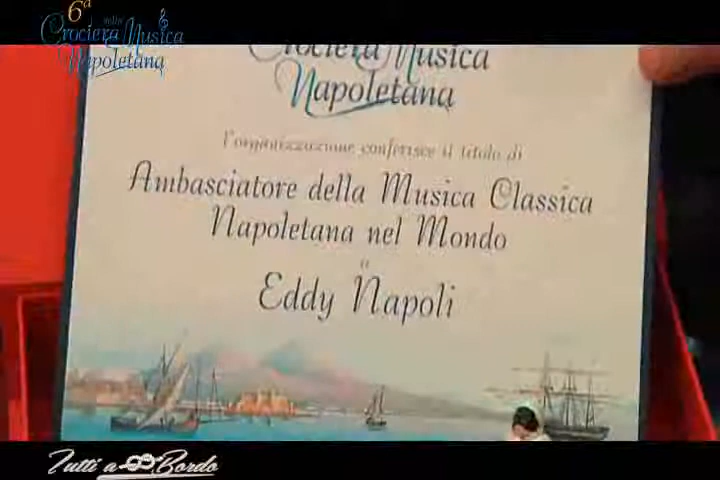 6a
Crociera della Musica
Napoletana
Crociera Musica
Napoletana
l'organizzazione conferisce il titolo di
Ambasciatore della Musica Classica
Napoletana nel Mondo
a
Eddy Napoli
Tutti a Bordo